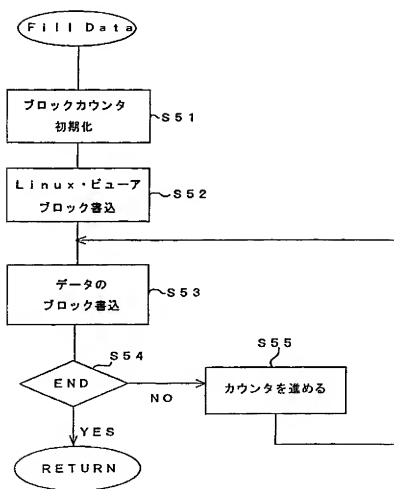 Fill Data
ブロックカウンタ
初期化
S51
Linux・ビューア
ブロック書込
S52
データの
ブロック書込
S53
S54
END
NO
S55
カウンタを進める
YES
RETURN